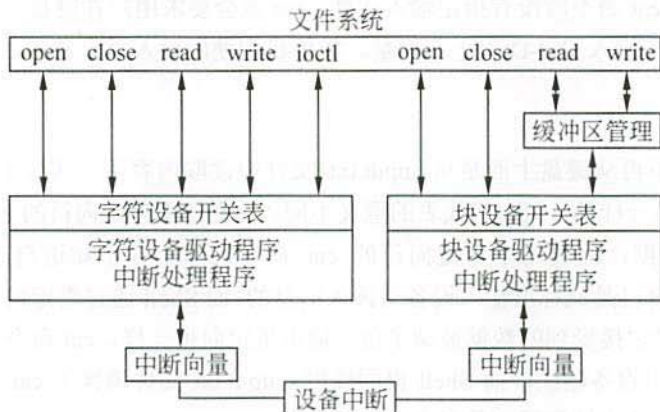 文件系统
open close read write ioctl open close read write
缓冲区管理
字符设备开关表 块设备开关表
字符设备驱动程序 块设备驱动程序
中断处理程序 中断处理程序
中断向量 中断向量
设备中断